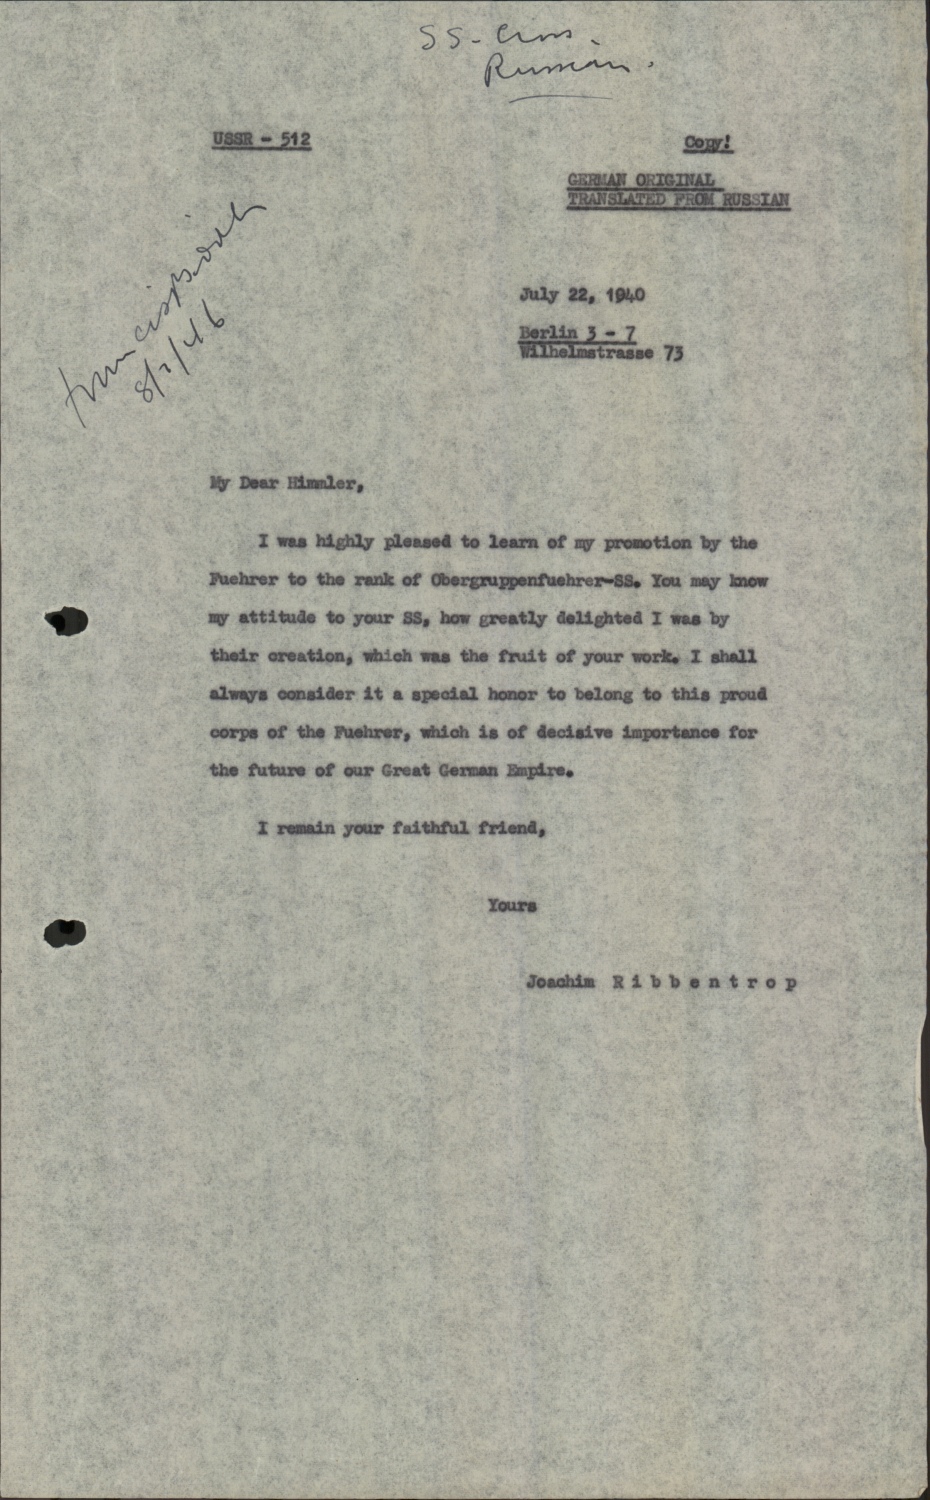 SS - Cross.
Russian.
USSR - 512
Copy!
GERMAN ORIGINAL
TRANSLATED FROM RUSSIAN
8/7/46
July 22, 1940
Berlin 3 - 7
Wilhelmstrasse 73
My Dear Himmler,
I was highly pleased to learn of my promotion by the
Fuehrer to the rank of Obergruppenfuehrer-SS. You may know
my attitude to your SS, how greatly delighted I was by
their creation, which was the fruit of your work. I shall
always consider it a special honor to belong to this proud
corps of the Fuehrer, which is of decisive importance for
the future of our Great German Empire.
I remain your faithful friend,
Yours
Joachim R i b b e n t r o p